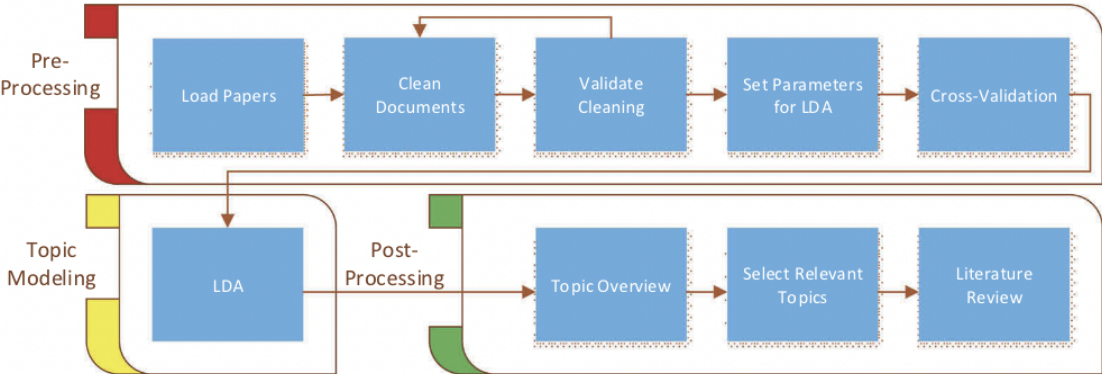 Pre-
Processing
Load Papers
Clean
Documents
Validate
Cleaning
Set Parameters
for LDA
Cross-Validation
Topic
Modeling
LDA
Post-
Processing
Topic Overview
Select Relevant
Topics
Literature
Review